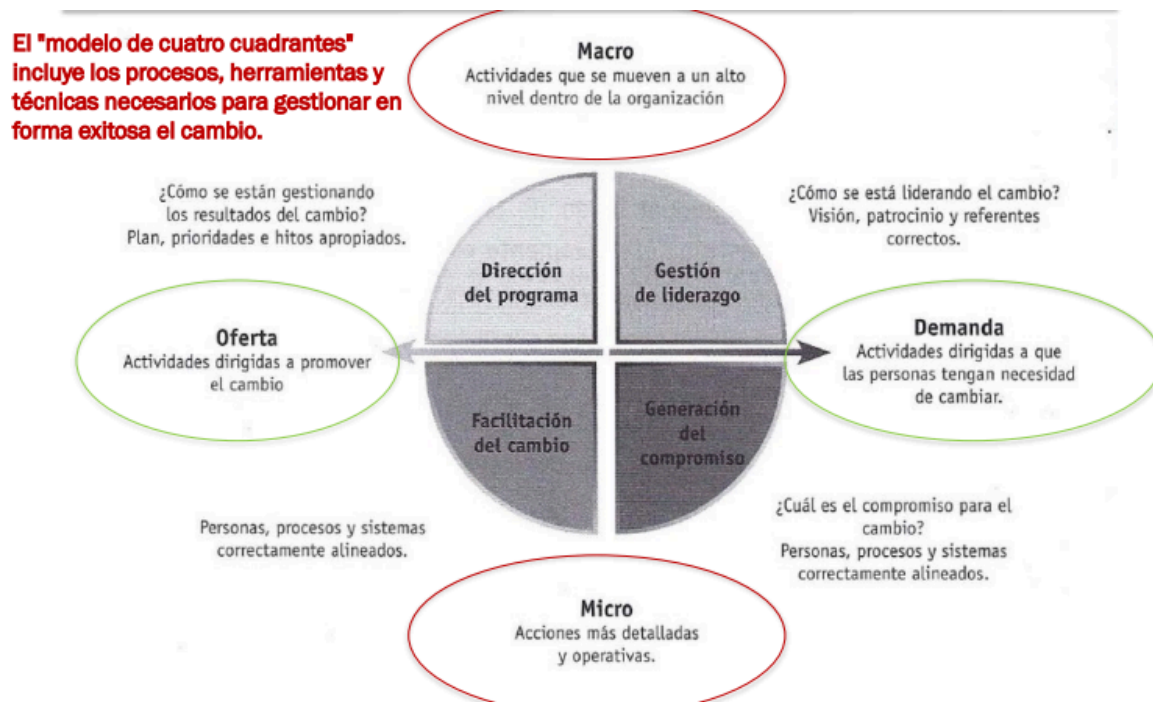 El "modelo de cuatro cuadrantes"
incluye los procesos, herramientas y
técnicas necesarios para gestionar en
forma exitosa el cambio.
Macro
Actividades que se mueven a un alto
nivel dentro de la organización
¿Cómo se están gestionando
los resultados del cambio?
Plan, prioridades e hitos apropiados.
¿Cómo se está liderando el cambio?
Visión, patrocinio y referentes
correctos.
Dirección
del programa
Gestión
de liderazgo
Oferta
Actividades dirigidas a promover
el cambio
Demanda
Actividades dirigidas a que
las personas tengan necesidad
de cambiar.
Facilitación
del cambio
Generación
del
compromiso
Personas, procesos y sistemas
correctamente alineados.
¿Cuál es el compromiso para el
cambio?
Personas, procesos y sistemas
correctamente alineados.
Micro
Acciones más detalladas
y operativas.